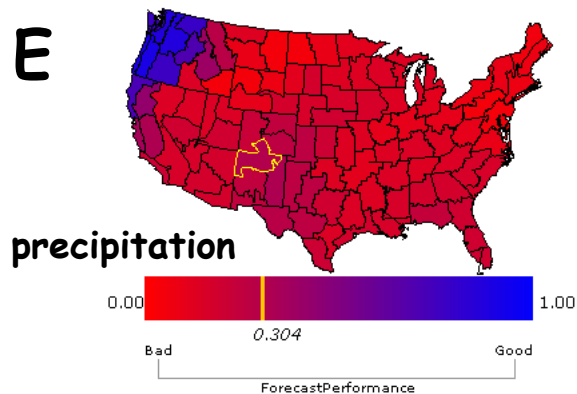 E
precipitation
0.00 1.00
0.304
Bad Good
ForecastPerformance